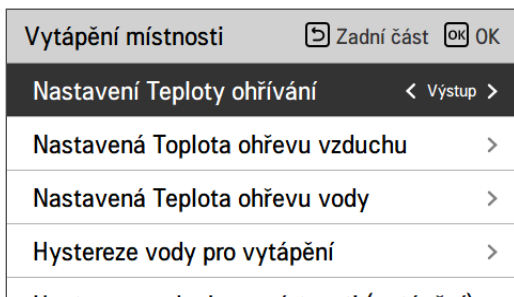 Vytápění místnosti Zadní část OK OK
Nastavení Teploty ohřívání < Výstup >
Nastavená Toplota ohřevu vzduchu >
Nastavená Teplota ohřevu vody >
Hystereze vody pro vytápění >